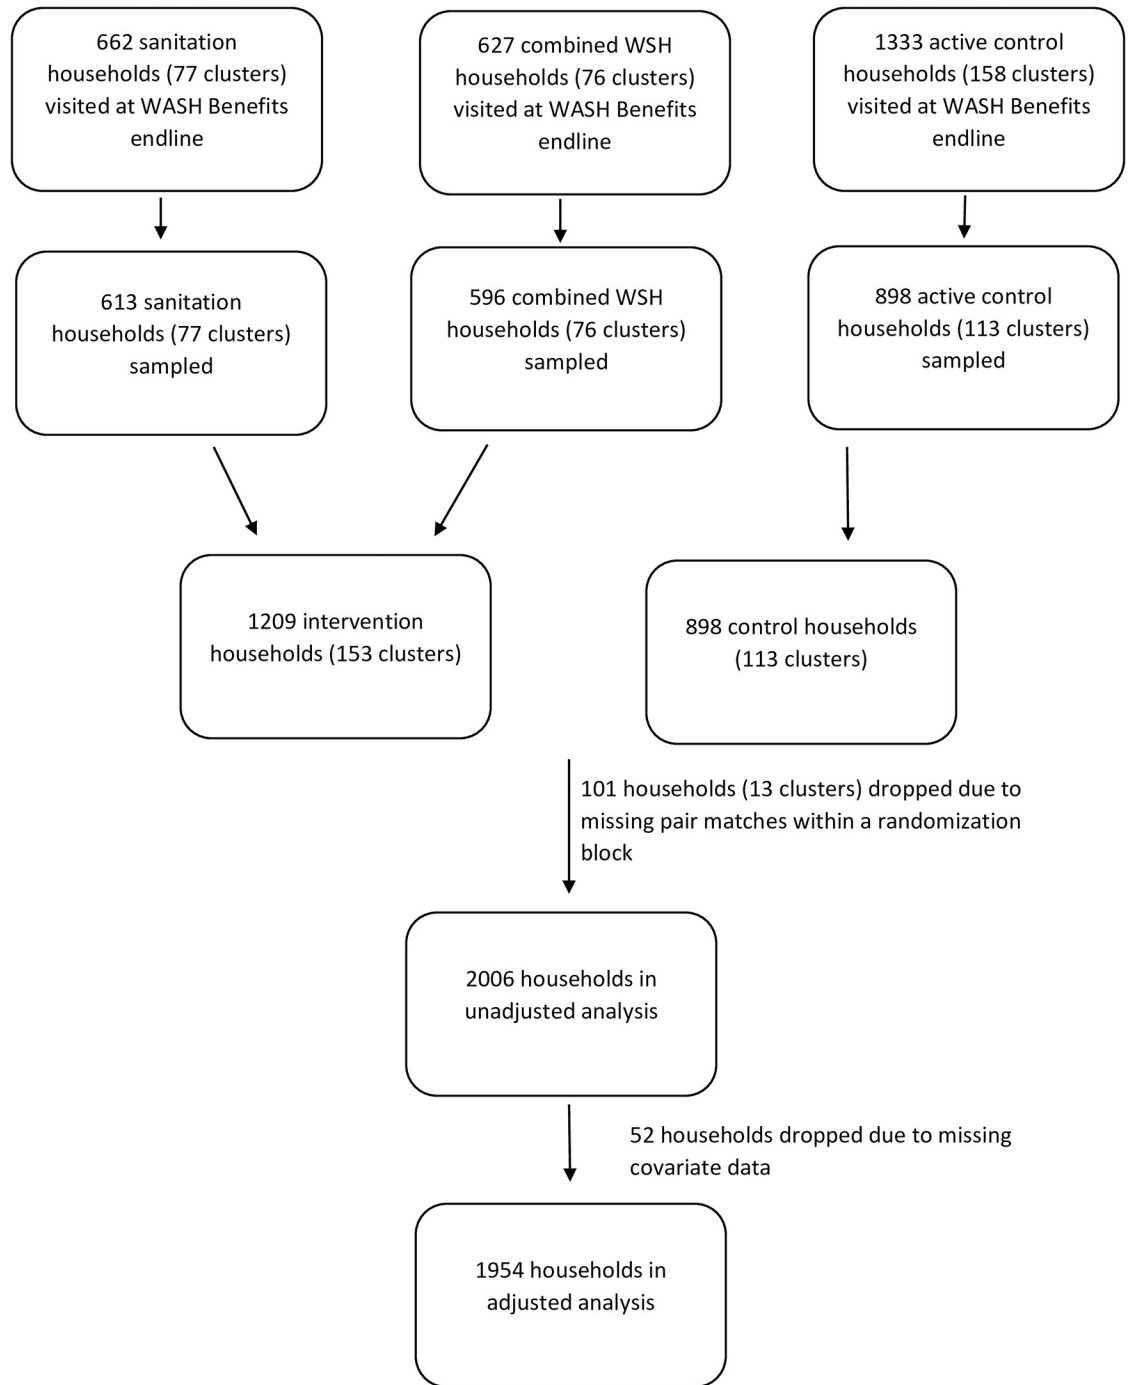 662 sanitation
households (77 clusters)
visited at WASH Benefits
endline
627 combined WSH
households (76 clusters)
visited at WASH Benefits
endline
1333 active control
households (158 clusters)
visited at WASH Benefits
endline
613 sanitation
households (77 clusters)
sampled
596 combined WSH
households (76 clusters)
sampled
898 active control
households (113 clusters)
sampled
1209 intervention
households (153 clusters)
898 control households
(113 clusters)
101 households (13 clusters) dropped due to
missing pair matches within a randomization
block
2006 households in
unadjusted analysis
52 households dropped due to missing
covariate data
1954 households in
adjusted analysis